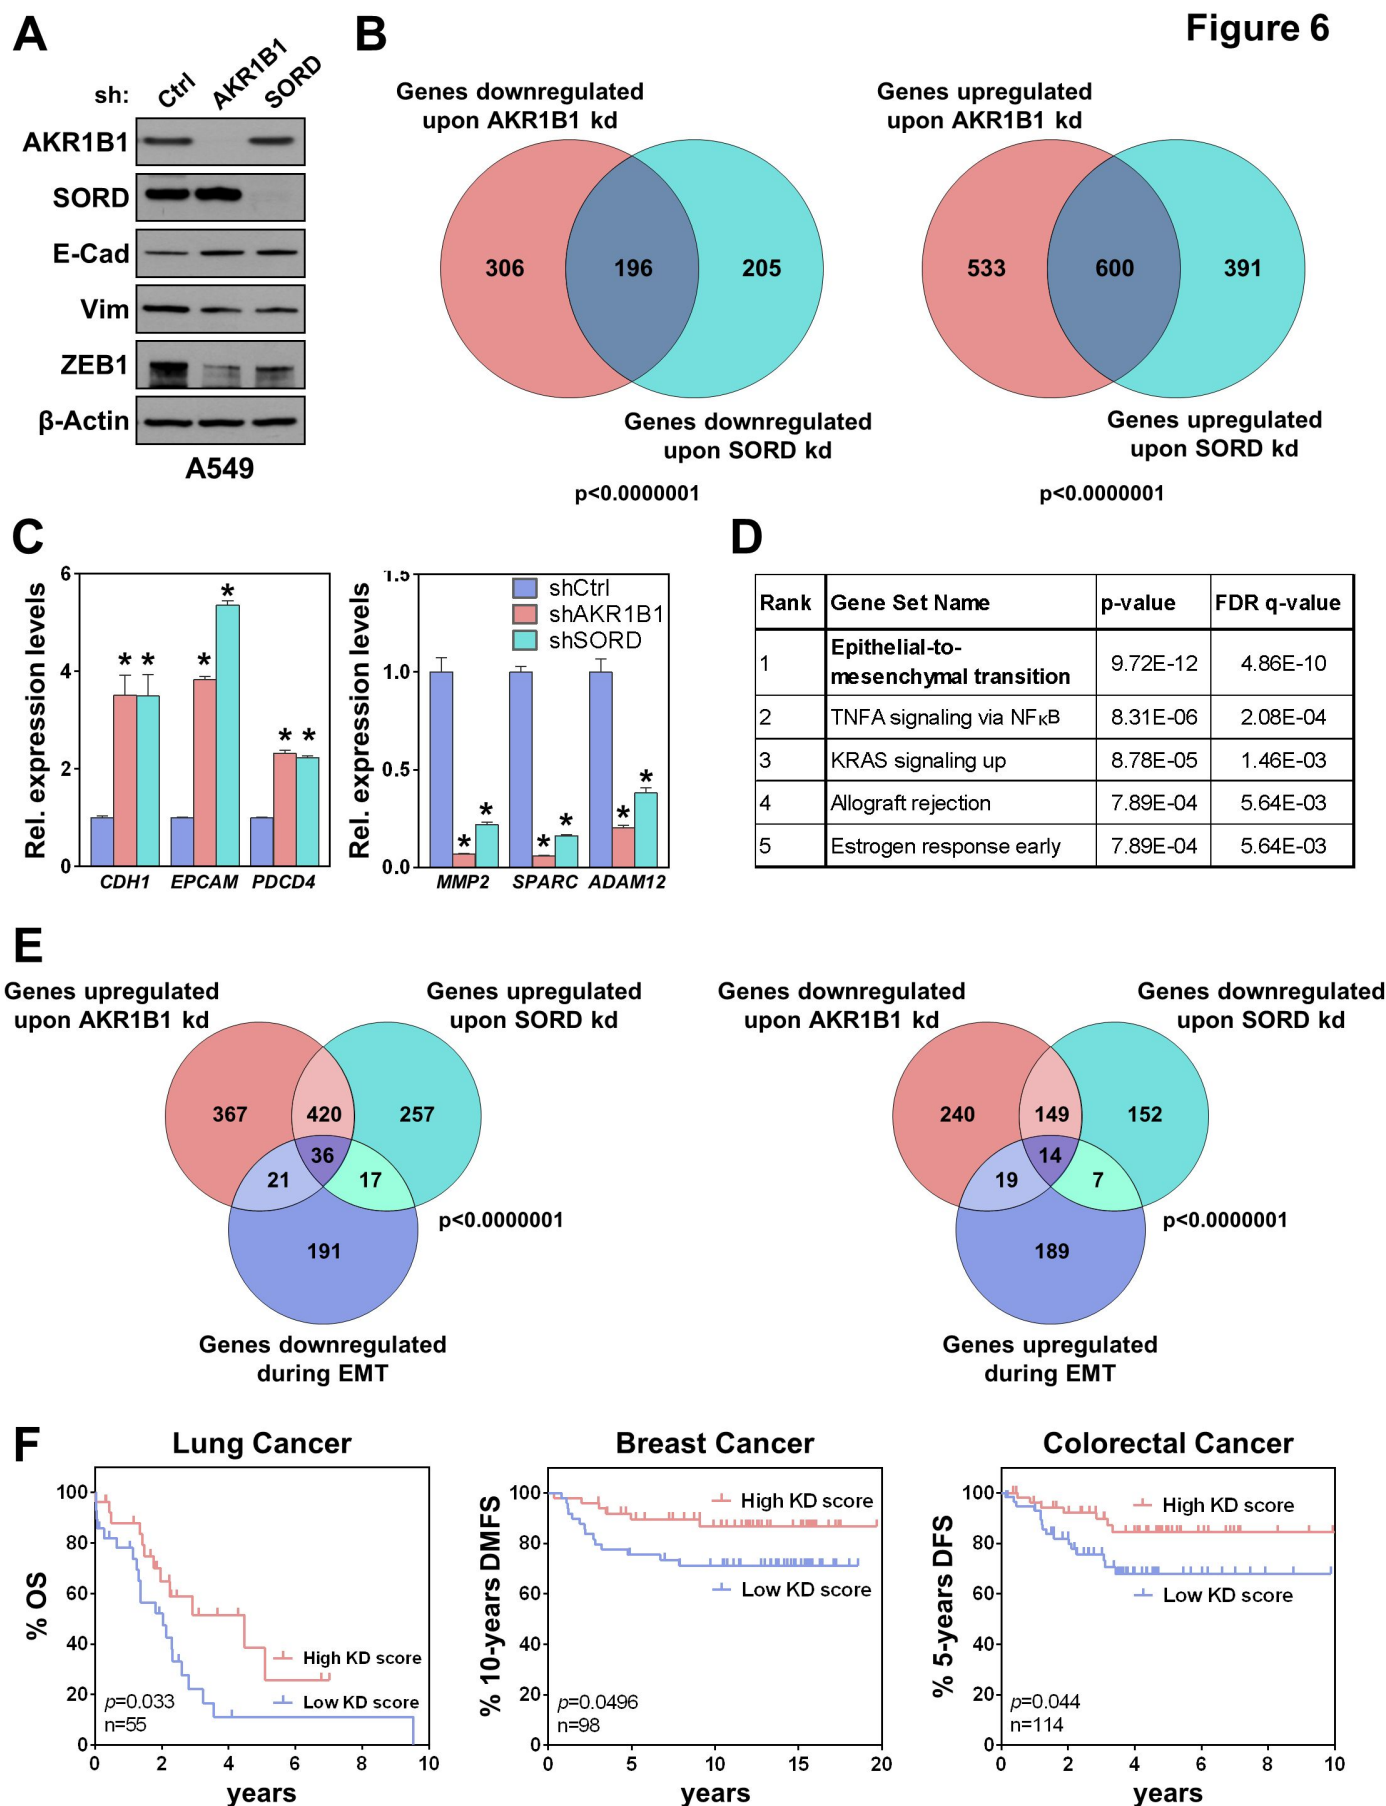 Figure 6
A
sh:
Ctrl
AKR1B1
SORD
AKR1B1
SORD
E-Cad
Vim
ZEB1
β-Actin
A549
B
Genes downregulated
upon AKR1B1 kd
306
196
205
Genes downregulated
upon SORD kd
p<0.0000001
Genes upregulated
upon AKR1B1 kd
533
600
391
Genes upregulated
upon SORD kd
p<0.0000001
C
Rel. expression levels
6
4
2
0
* * * * * *
CDH1 EPCAM PDCD4
Rel. expression levels
1.5
1.0
0.5
0.0
shCtrl
shAKR1B1
shSORD
* * * * * *
MMP2 SPARC ADAM12
D
Rank Gene Set Name p-value FDR q-value
1 Epithelial-to-
mesenchymal transition 9.72E-12 4.86E-10
2 TNFA signaling via NFκB 8.31E-06 2.08E-04
3 KRAS signaling up 8.78E-05 1.46E-03
4 Allograft rejection 7.89E-04 5.64E-03
5 Estrogen response early 7.89E-04 5.64E-03
E
Genes upregulated
upon AKR1B1 kd
Genes upregulated
upon SORD kd
367
420
257
36
21
17
191
p<0.0000001
Genes downregulated
during EMT
Genes downregulated
upon AKR1B1 kd
Genes downregulated
upon SORD kd
240
149
152
14
19
7
189
p<0.0000001
Genes upregulated
during EMT
F
Lung Cancer
% OS
100
80
60
40
20
0
High KD score
Low KD score
p=0.033
n=55
0 2 4 6 8 10
years
Breast Cancer
% 10-years DMFS
100
80
60
40
20
0
High KD score
Low KD score
p=0.0496
n=98
0 5 10 15 20
years
Colorectal Cancer
% 5-years DFS
100
80
60
40
20
0
High KD score
Low KD score
p=0.044
n=114
0 2 4 6 8 10
years